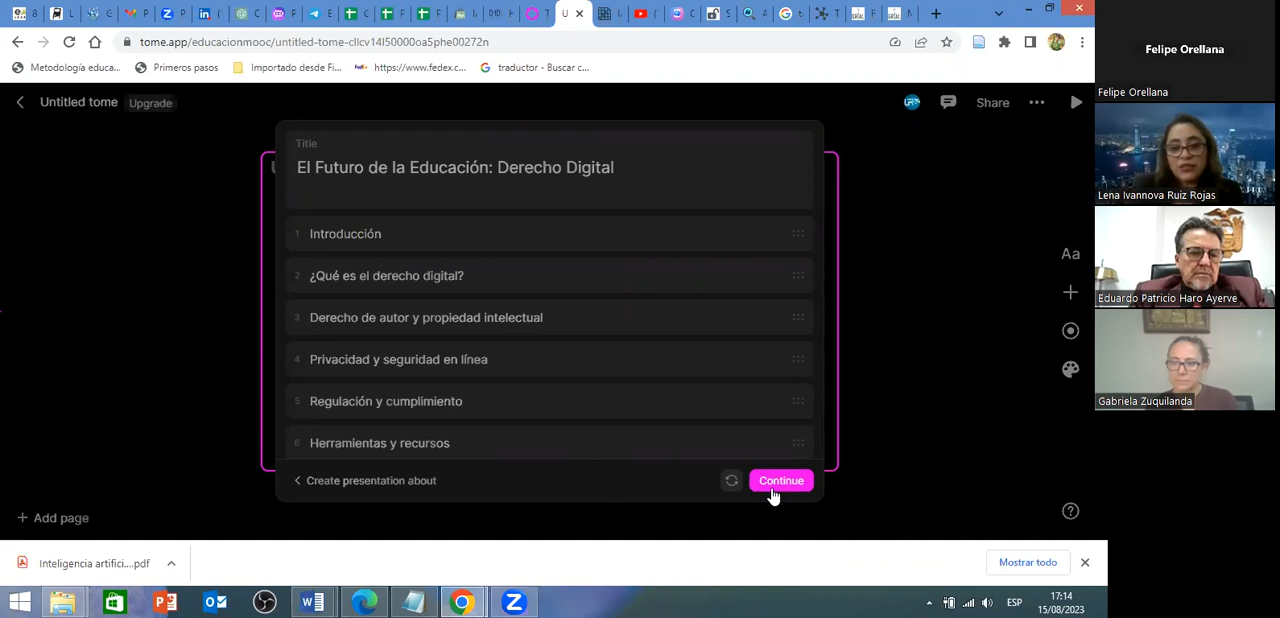 U
tome.app/educacionmooc/untitled-tome-cllcv14l50000oa5phe00272n
Metodología educa...
Primeros pasos
Importado desde Fi...
https://www.fedex.c...
traductor - Buscar c...
Untitled tome
Upgrade
Share
Title
El Futuro de la Educación: Derecho Digital
1 Introducción
2 ¿Qué es el derecho digital?
3 Derecho de autor y propiedad intelectual
4 Privacidad y seguridad en línea
5 Regulación y cumplimiento
6 Herramientas y recursos
Create presentation about
Continue
Aa
Add page
Inteligencia artifici....pdf
Mostrar todo
ESP
17:14
15/08/2023
Felipe Orellana
Felipe Orellana
Lena Ivannova Ruiz Rojas
Eduardo Patricio Haro Ayerve
Gabriela Zuquilanda